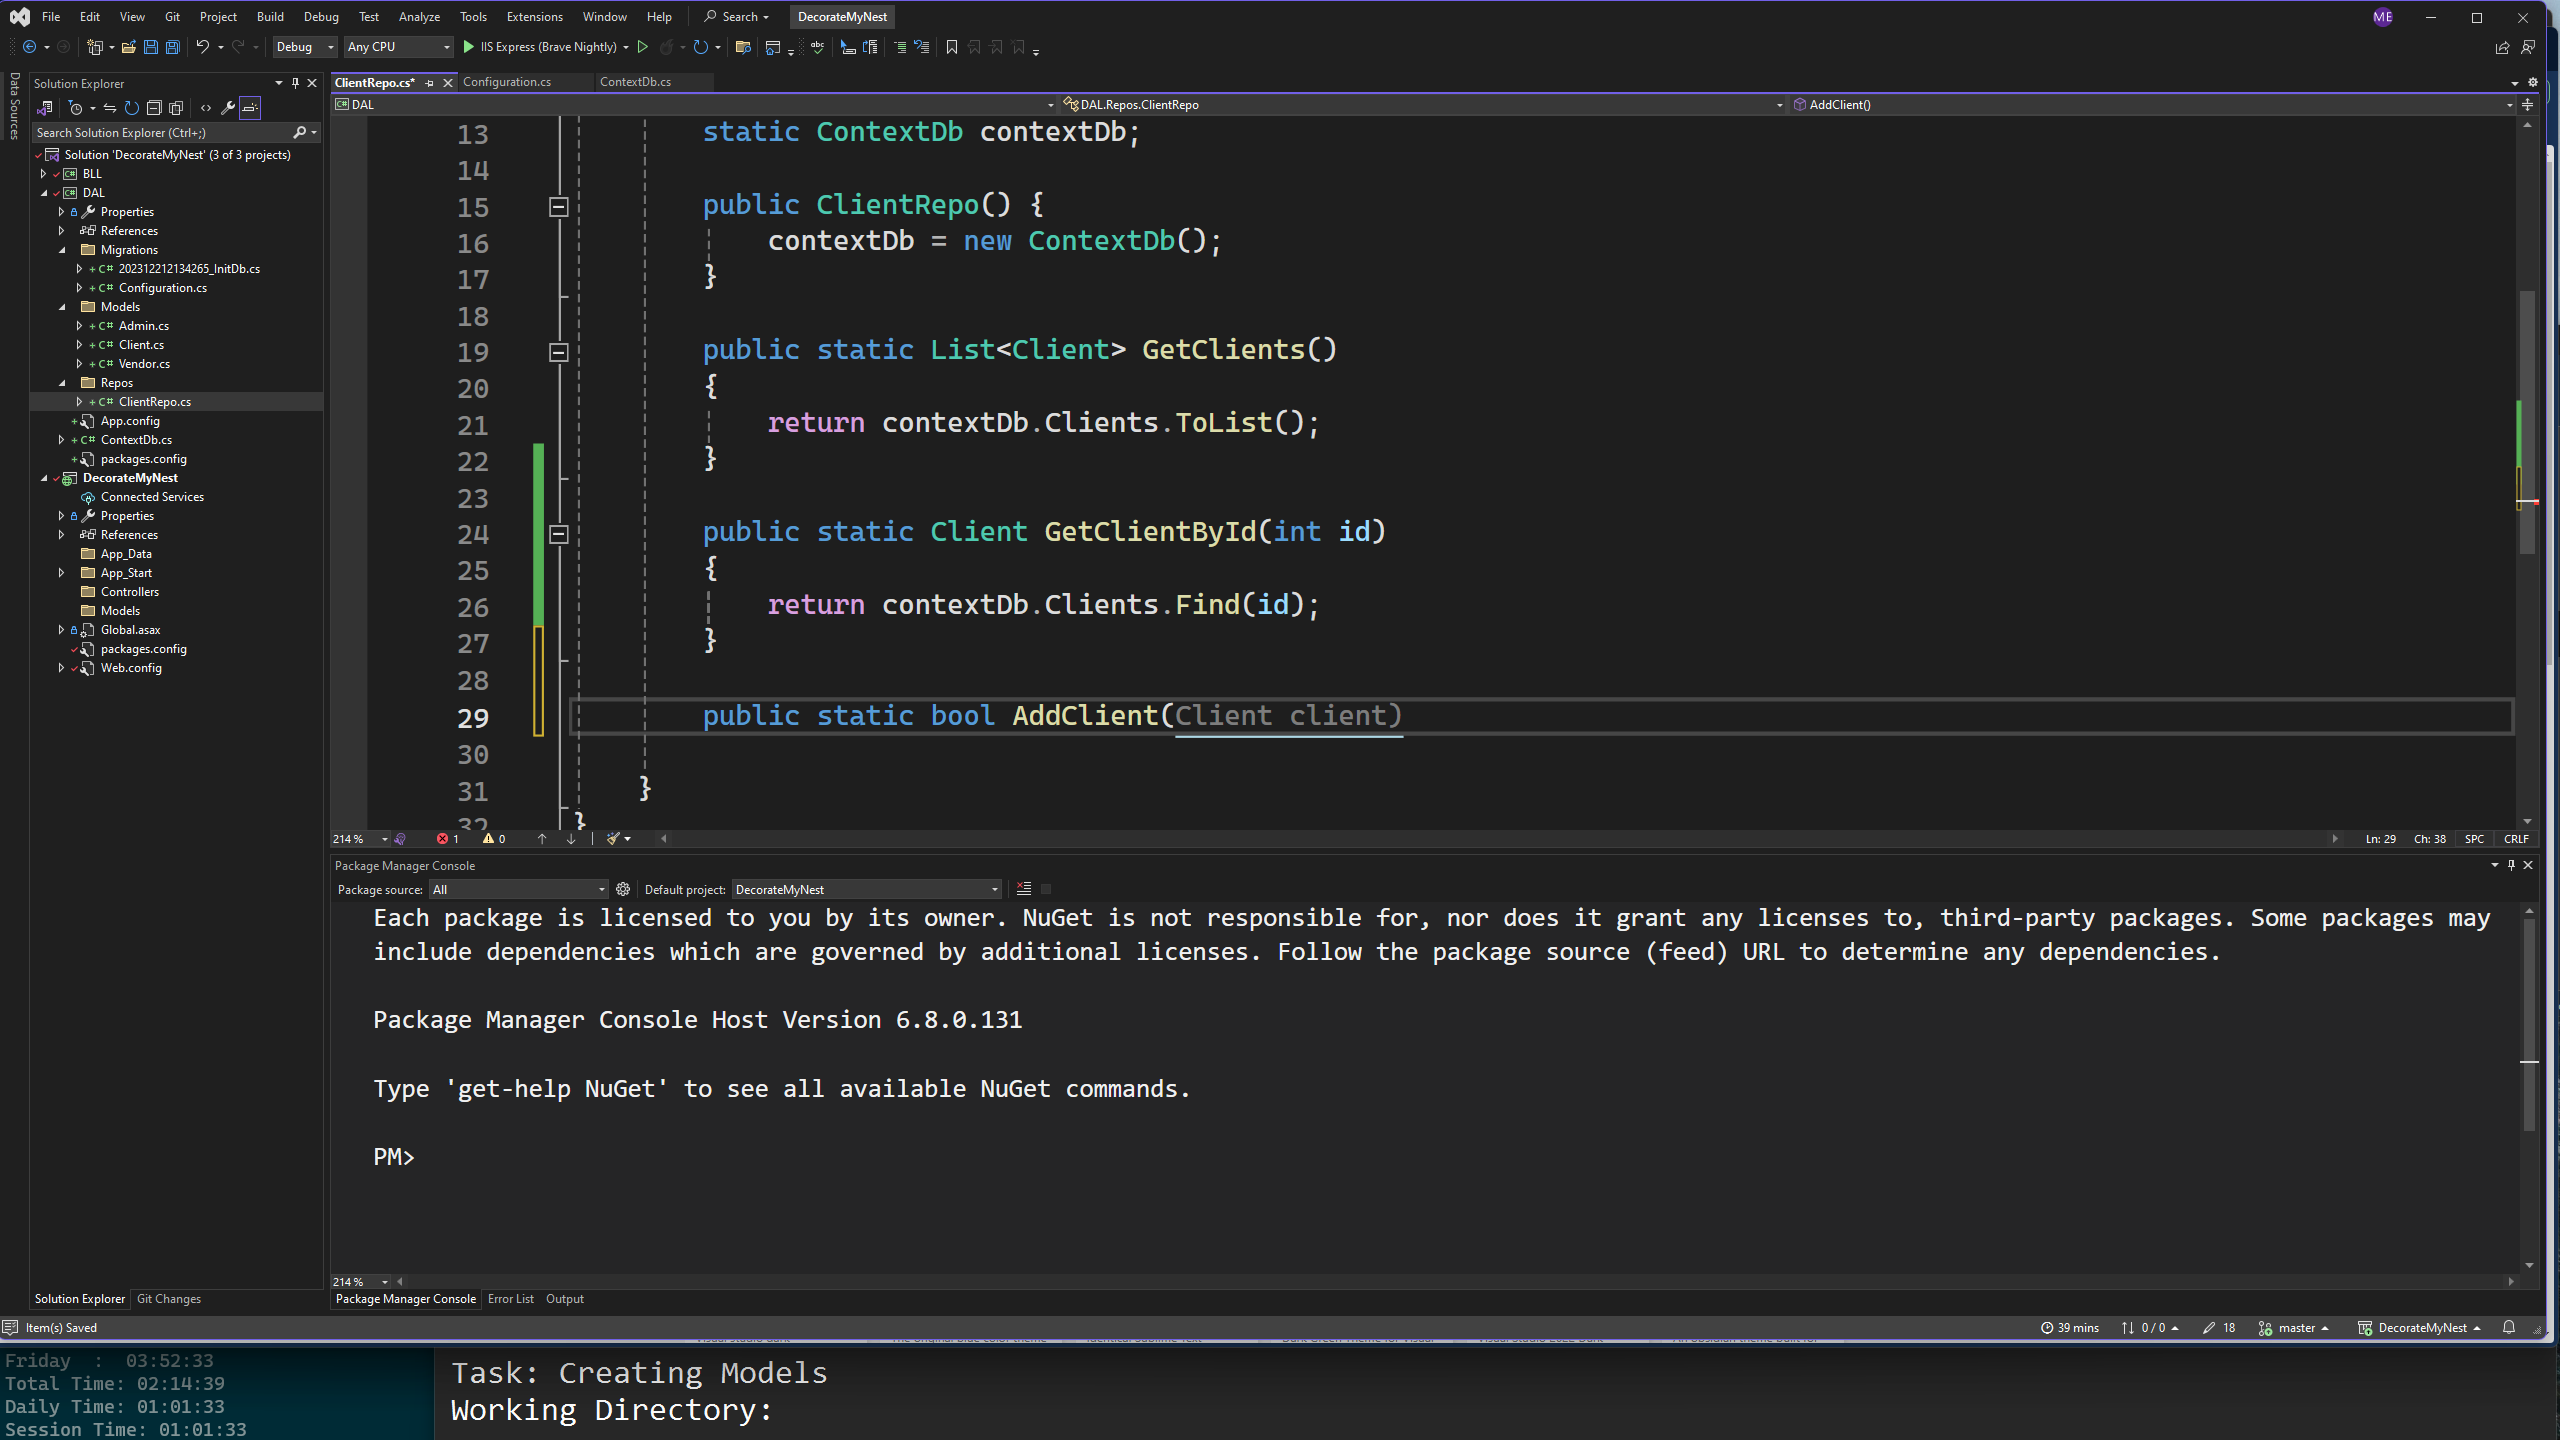 File Edit View Git Project Build Debug Test Analyze Tools Extensions Window Help Search DecorateMyNest ME
Debug Any CPU IIS Express (Brave Nightly)
Data Sources
Solution Explorer
Search Solution Explorer (Ctrl+;)
Solution 'DecorateMyNest' (3 of 3 projects)
BLL
DAL
Properties
References
Migrations
C# 202312212134265_InitDb.cs
C# Configuration.cs
Models
C# Admin.cs
C# Client.cs
C# Vendor.cs
Repos
C# ClientRepo.cs
App.config
C# ContextDb.cs
packages.config
DecorateMyNest
Connected Services
Properties
References
App_Data
App_Start
Controllers
Models
Global.asax
packages.config
Web.config
Solution Explorer Git Changes
ClientRepo.cs* Configuration.cs ContextDb.cs
C# DAL DAL.Repos.ClientRepo AddClient()
13 static ContextDb contextDb;
14
15 public ClientRepo() {
16 contextDb = new ContextDb();
17 }
18
19 public static List<Client> GetClients()
20 {
21 return contextDb.Clients.ToList();
22 }
23
24 public static Client GetClientById(int id)
25 {
26 return contextDb.Clients.Find(id);
27 }
28
29 public static bool AddClient(Client client)
30
31 }
32 }
214 % 1 0 Ln: 29 Ch: 38 SPC CRLF
Package Manager Console
Package source: All Default project: DecorateMyNest
Each package is licensed to you by its owner. NuGet is not responsible for, nor does it grant any licenses to, third-party packages. Some packages may
include dependencies which are governed by additional licenses. Follow the package source (feed) URL to determine any dependencies.
Package Manager Console Host Version 6.8.0.131
Type 'get-help NuGet' to see all available NuGet commands.
PM>
214 %
Package Manager Console Error List Output
Item(s) Saved 39 mins 0 / 0 18 master DecorateMyNest
Friday : 03:52:33
Total Time: 02:14:39
Daily Time: 01:01:33
Session Time: 01:01:33
Task: Creating Models
Working Directory: